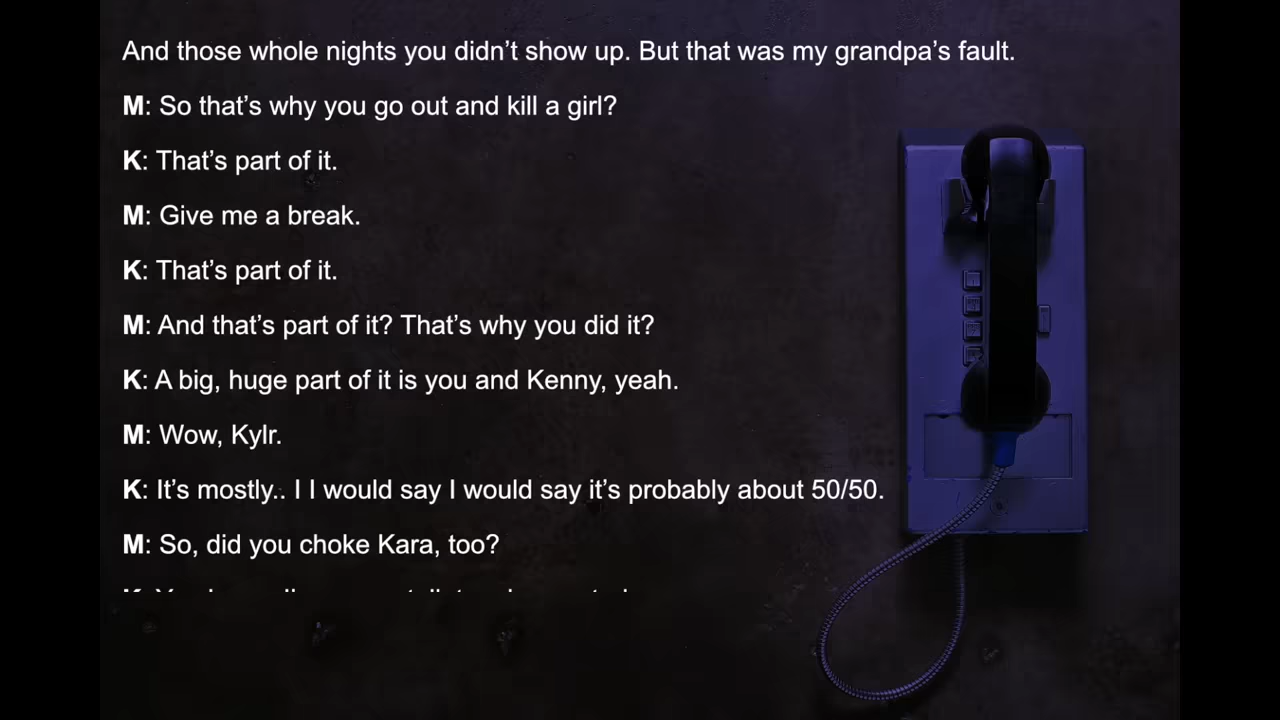 And those whole nights you didn’t show up. But that was my grandpa’s fault.
M: So that’s why you go out and kill a girl?
K: That’s part of it.
M: Give me a break.
K: That’s part of it.
M: And that’s part of it? That’s why you did it?
K: A big, huge part of it is you and Kenny, yeah.
M: Wow, Kylr.
K: It’s mostly.. I I would say I would say it’s probably about 50/50.
M: So, did you choke Kara, too?